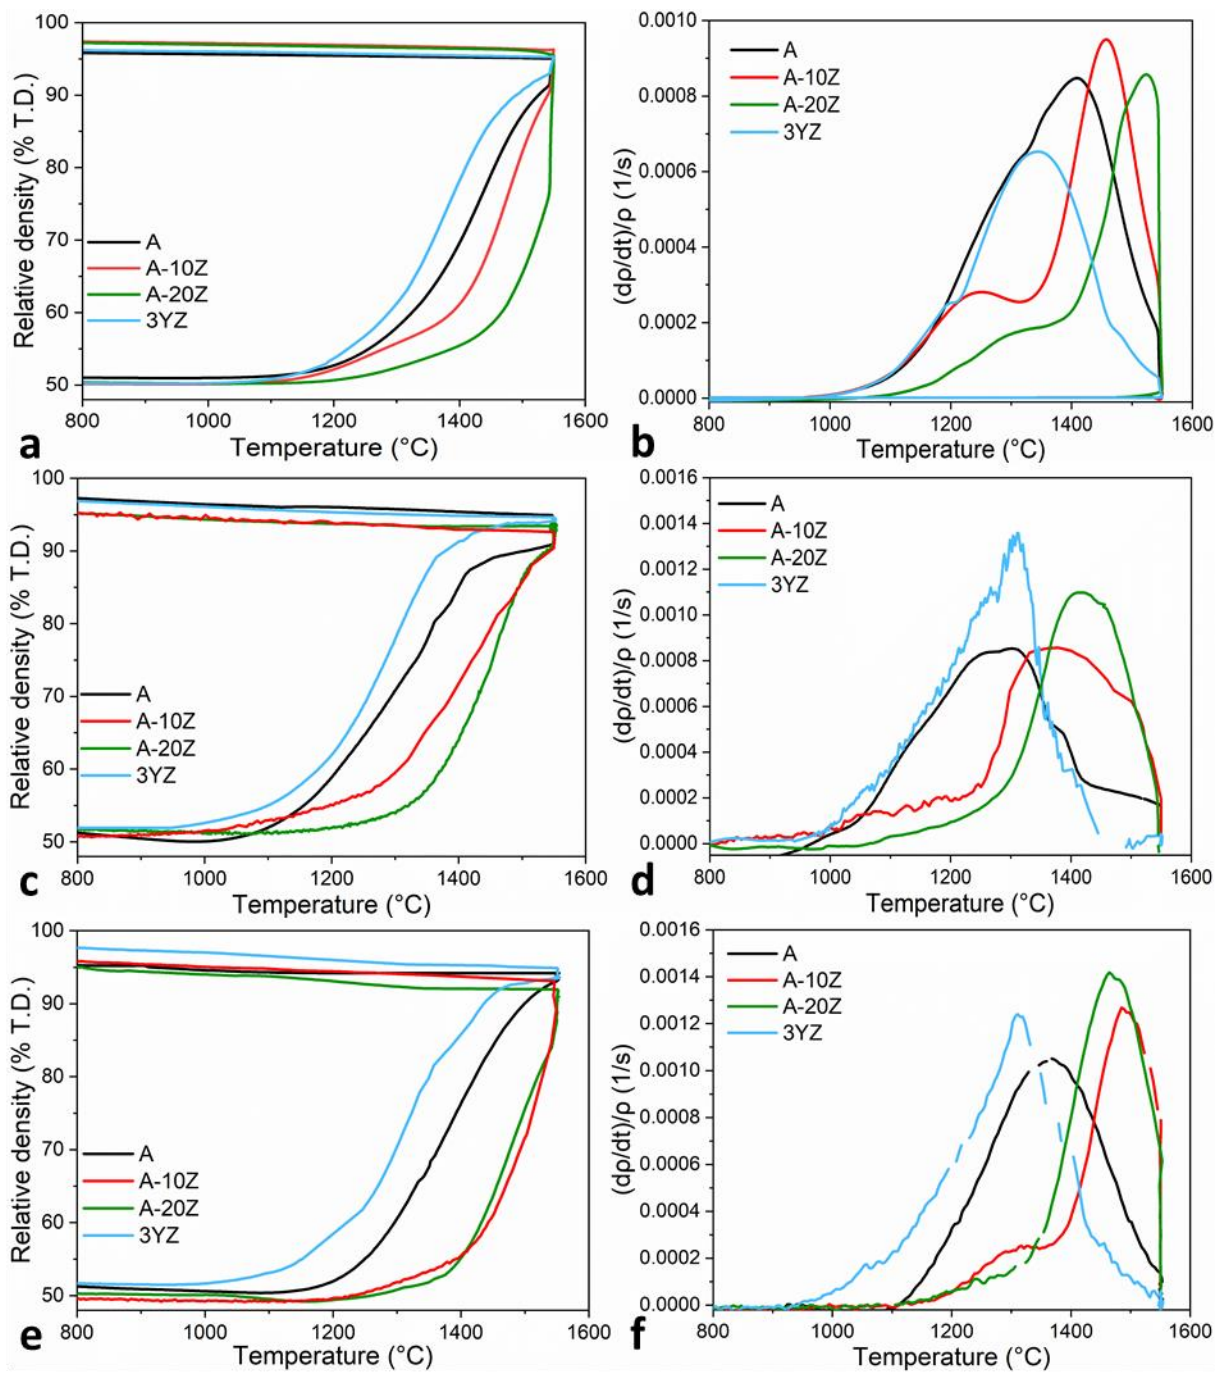 100
90
80
70
60
50
Relative density (% T.D.)
A
A-10Z
A-20Z
3YZ
800
1000
1200
1400
1600
Temperature (°C)
a
0.0010
0.0008
0.0006
0.0004
0.0002
0.0000
(dρ/dt)/ρ (1/s)
A
A-10Z
A-20Z
3YZ
800
1000
1200
1400
1600
Temperature (°C)
b
100
90
80
70
60
50
Relative density (% T.D.)
A
A-10Z
A-20Z
3YZ
800
1000
1200
1400
1600
Temperature (°C)
c
0.0016
0.0014
0.0012
0.0010
0.0008
0.0006
0.0004
0.0002
0.0000
(dρ/dt)/ρ (1/s)
A
A-10Z
A-20Z
3YZ
800
1000
1200
1400
1600
Temperature (°C)
d
100
90
80
70
60
50
Relative density (% T.D.)
A
A-10Z
A-20Z
3YZ
800
1000
1200
1400
1600
Temperature (°C)
e
0.0016
0.0014
0.0012
0.0010
0.0008
0.0006
0.0004
0.0002
0.0000
(dρ/dt)/ρ (1/s)
A
A-10Z
A-20Z
3YZ
800
1000
1200
1400
1600
Temperature (°C)
f